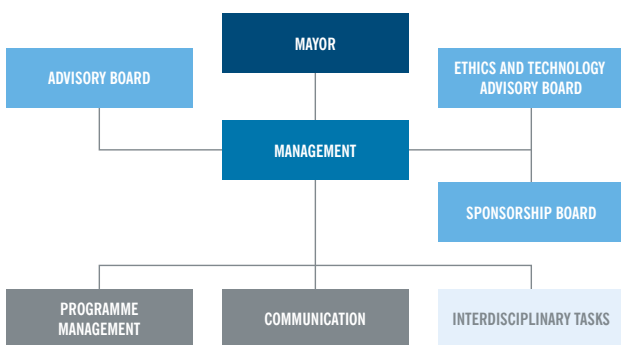 MAYOR
ADVISORY BOARD
ETHICS AND TECHNOLOGY
ADVISORY BOARD
MANAGEMENT
SPONSORSHIP BOARD
PROGRAMME
MANAGEMENT
COMMUNICATION
INTERDISCIPLINARY TASKS